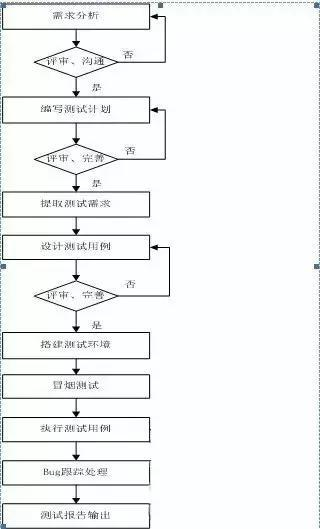 需求分析
评审、沟通
否
是
编写测试计划
评审、完善
否
是
提取测试需求
设计测试用例
评审、完善
否
是
搭建测试环境
冒烟测试
执行测试用例
Bug跟踪处理
测试报告输出